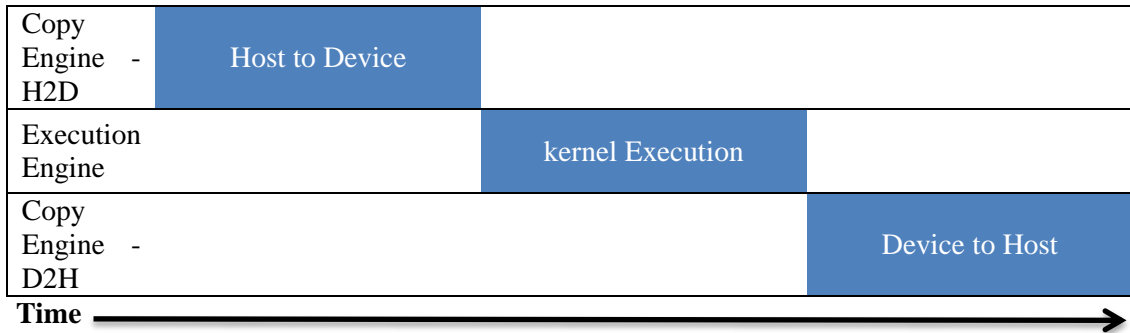 Copy
Engine -
H2D
Host to Device
Execution
Engine
kernel Execution
Copy
Engine -
D2H
Device to Host
Time